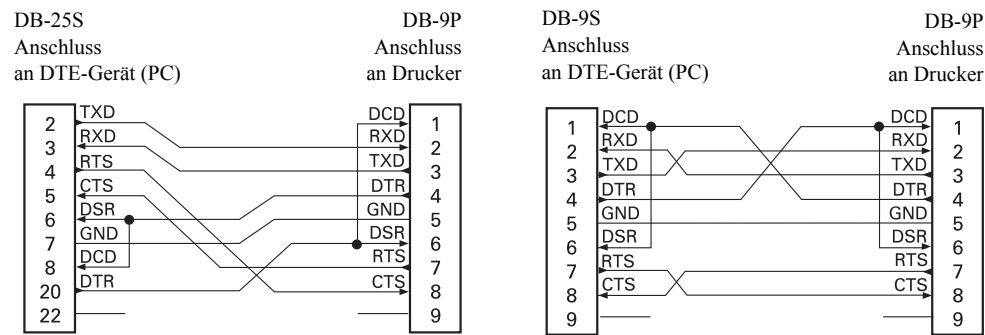 DB-25S
Anschluss
an DTE-Gerät (PC)
DB-9P
Anschluss
an Drucker
2 TXD DCD 1
3 RXD RXD 2
4 RTS TXD 3
5 CTS DTR 4
6 DSR GND 5
7 GND DSR 6
8 DCD RTS 7
20 DTR CTS 8
22 9
DB-9S
Anschluss
an DTE-Gerät (PC)
DB-9P
Anschluss
an Drucker
1 DCD DCD 1
2 RXD RXD 2
3 TXD TXD 3
4 DTR DTR 4
5 GND GND 5
6 DSR DSR 6
7 RTS RTS 7
8 CTS CTS 8
9 9